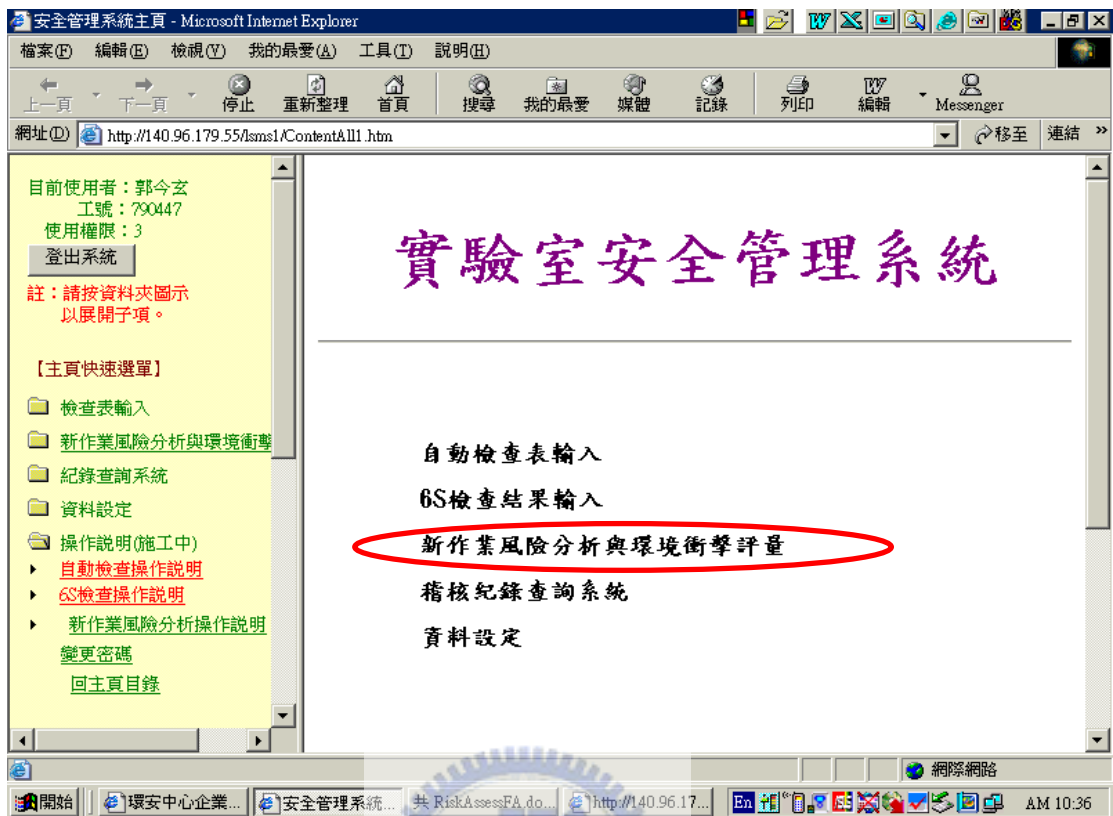 安全管理系統主頁 - Microsoft Internet Explorer
檔案(F) 編輯(E) 檢視(V) 我的最愛(A) 工具(T) 說明(H)
上一頁 下一頁 停止 重新整理 首頁 搜尋 我的最愛 媒體 記錄 列印 編輯 Messenger
網址(D) http://140.96.179.55/lsms1/ContentAll1.htm 移至 連結 »
目前使用者：郭今玄
工號：790447
使用權限：3
登出系統
註：請按資料夾圖示
以展開子項。
【主頁快速選單】
檢查表輸入
新作業風險分析與環境衝擊
紀錄查詢系統
資料設定
操作說明(施工中)
自動檢查操作說明
6S檢查操作說明
新作業風險分析操作說明
變更密碼
回主頁目錄
實驗室安全管理系統
自動檢查表輸入
6S檢查結果輸入
新作業風險分析與環境衝擊評量
稽核紀錄查詢系統
資料設定
網際網路
開始 環安中心企業... 安全管理系統... 共 RiskAssessFA.do... http://140.96.17... En AM 10:36